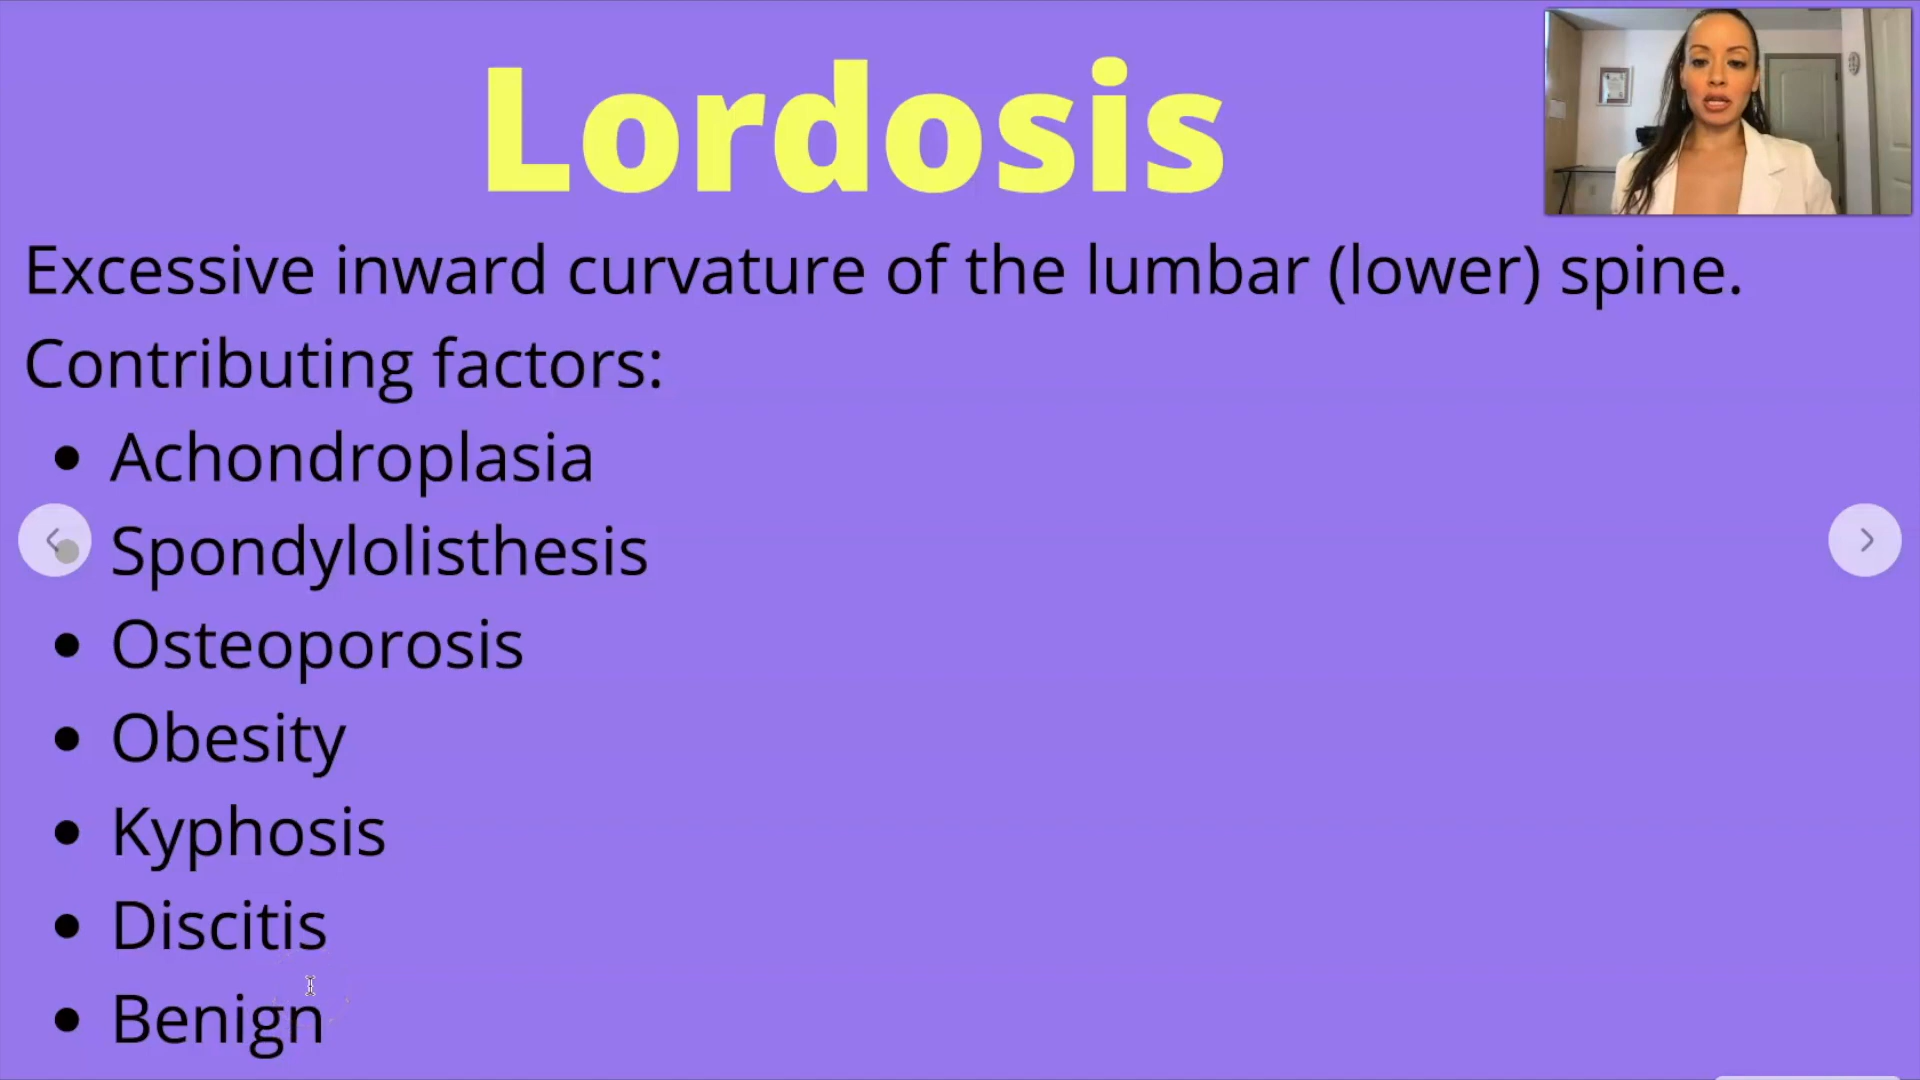 Lordosis
Excessive inward curvature of the lumbar (lower) spine.
Contributing factors:
• Achondroplasia
• Spondylolisthesis
• Osteoporosis
• Obesity
• Kyphosis
• Discitis
• Benign